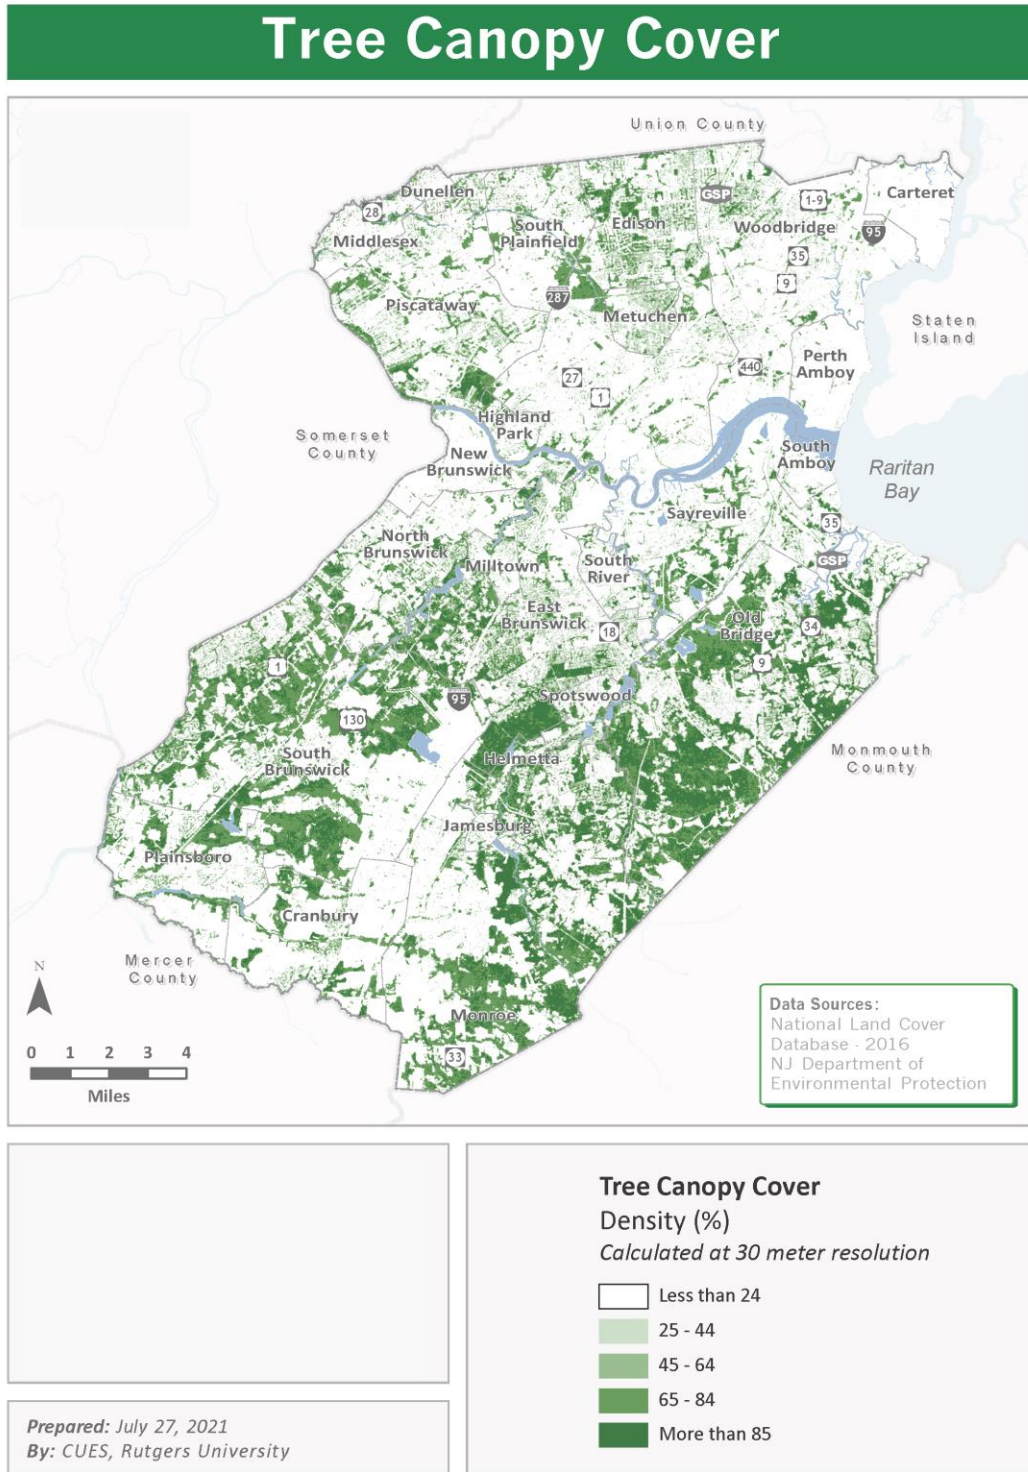 Tree Canopy Cover
Union County
Dunellen
28
Middlesex
South
Plainfield
Edison
GSP
1-9
Carteret
Woodbridge
95
35
9
Piscataway
287
Metuchen
Staten
Island
27
1
440
Perth
Amboy
Highland
Park
Somerset
County
New
Brunswick
South
Amboy
Raritan
Bay
Sayreville
35
North
Brunswick
Milltown
South
River
GSP
East
Brunswick
18
Old
Bridge
34
9
1
95
Spotswood
130
South
Brunswick
Helmetta
Monmouth
County
Jamesburg
Plainsboro
Cranbury
Mercer
County
Monroe
33
N
0 1 2 3 4
Miles
Data Sources:
National Land Cover
Database - 2016
NJ Department of
Environmental Protection
Tree Canopy Cover
Density (%)
Calculated at 30 meter resolution
Less than 24
25 - 44
45 - 64
65 - 84
More than 85
Prepared: July 27, 2021
By: CUES, Rutgers University